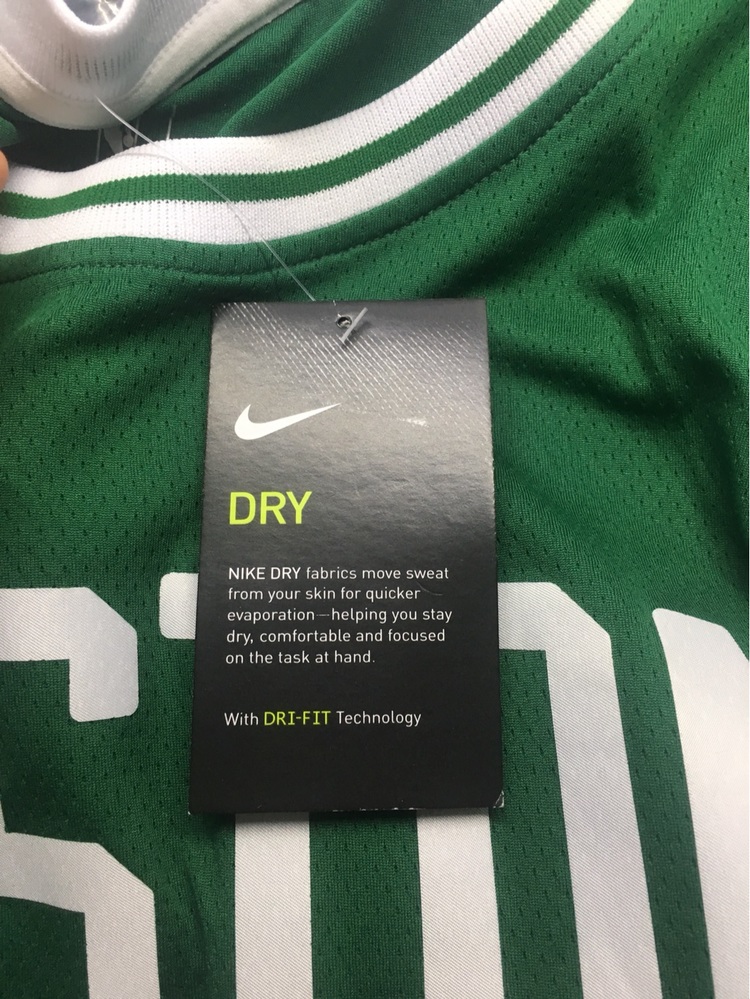 DRY
NIKE DRY fabrics move sweat
from your skin for quicker
evaporation—helping you stay
dry, comfortable and focused
on the task at hand.
With DRI-FIT Technology